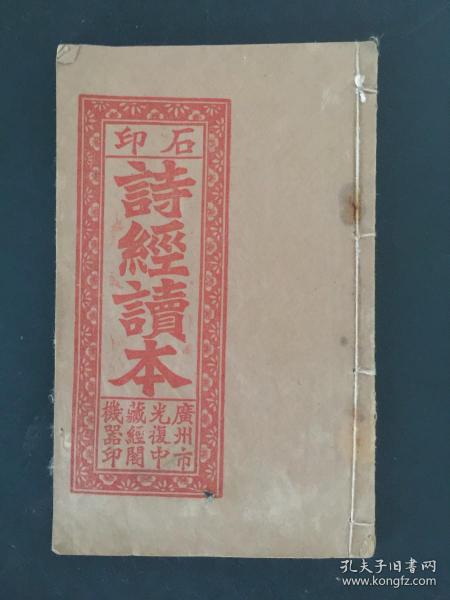 石印
詩經讀本
廣州市
光復中
藏經閣
機器印
孔夫子旧书网
www.kongfz.com